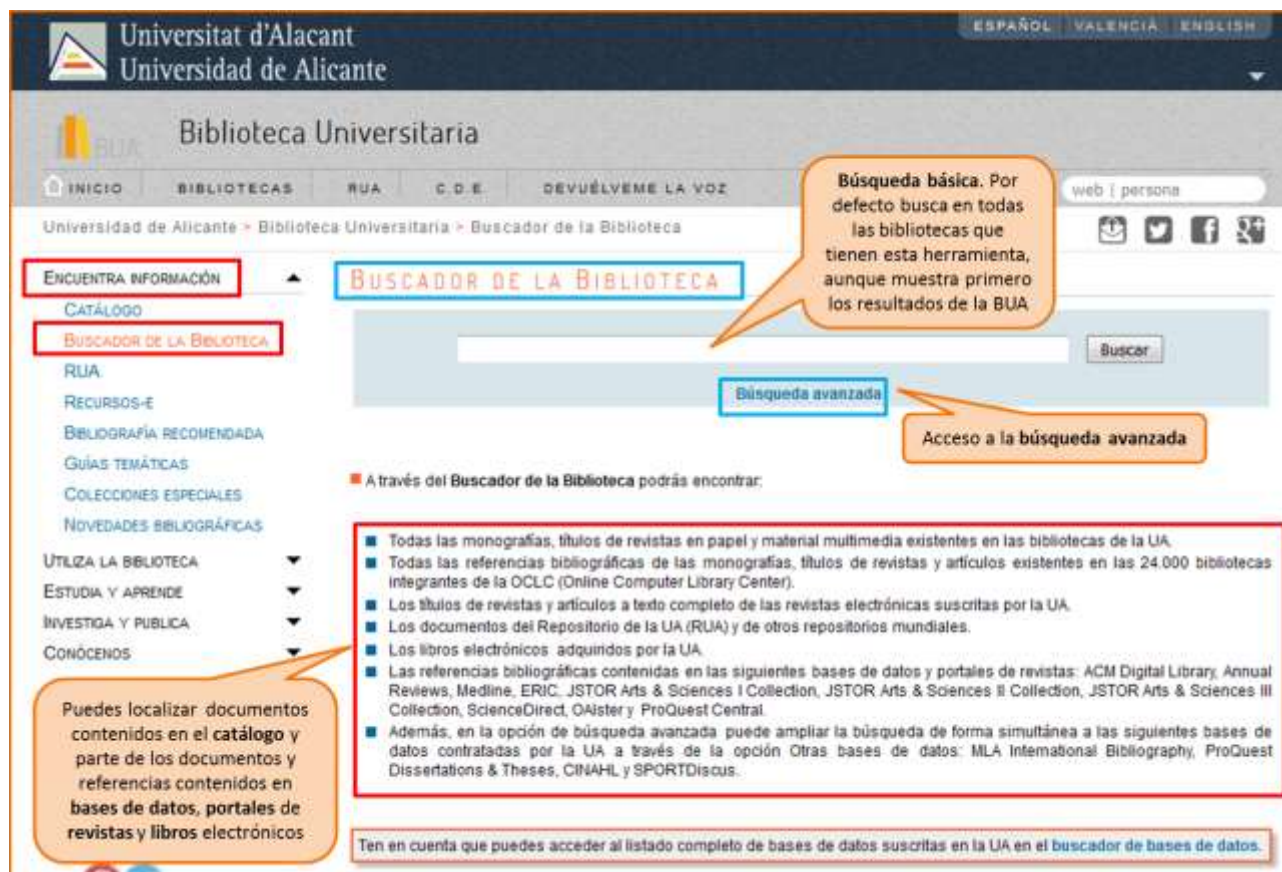 Universitat d'Alacant
Universidad de Alicante
ESPAÑOL VALENCIÀ ENGLISH
BUA
Biblioteca Universitaria
INICIO BIBLIOTECAS RUA C.D.E. DEVUÉLVEME LA VOZ
web | persona
Universidad de Alicante > Biblioteca Universitaria > Buscador de la Biblioteca
Búsqueda básica. Por
defecto busca en todas
las bibliotecas que
tienen esta herramienta,
aunque muestra primero
los resultados de la BUA
ENCUENTRA INFORMACIÓN
CATÁLOGO
BUSCADOR DE LA BIBLIOTECA
RUA
RECURSOS-E
BIBLIOGRAFÍA RECOMENDADA
GUÍAS TEMÁTICAS
COLECCIONES ESPECIALES
NOVEDADES BIBLIOGRÁFICAS
UTILIZA LA BIBLIOTECA
ESTUDIA Y APRENDE
INVESTIGA Y PUBLICA
CONÓCENOS
BUSCADOR DE LA BIBLIOTECA
Buscar
Búsqueda avanzada
Acceso a la búsqueda avanzada
A través del Buscador de la Biblioteca podrás encontrar:
Todas las monografías, títulos de revistas en papel y material multimedia existentes en las bibliotecas de la UA.
Todas las referencias bibliográficas de las monografías, títulos de revistas y artículos existentes en las 24.000 bibliotecas
integrantes de la OCLC (Online Computer Library Center).
Los títulos de revistas y artículos a texto completo de las revistas electrónicas suscritas por la UA.
Los documentos del Repositorio de la UA (RUA) y de otros repositorios mundiales.
Los libros electrónicos adquiridos por la UA.
Las referencias bibliográficas contenidas en las siguientes bases de datos y portales de revistas: ACM Digital Library, Annual
Reviews, Medline, ERIC, JSTOR Arts & Sciences I Collection, JSTOR Arts & Sciences II Collection, JSTOR Arts & Sciences III
Collection, ScienceDirect, OAIster y ProQuest Central.
Además, en la opción de búsqueda avanzada puede ampliar la búsqueda de forma simultánea a las siguientes bases de
datos contratadas por la UA a través de la opción Otras bases de datos: MLA International Bibliography, ProQuest
Dissertations & Theses, CINAHL y SPORTDiscus.
Puedes localizar documentos
contenidos en el catálogo y
parte de los documentos y
referencias contenidos en
bases de datos, portales de
revistas y libros electrónicos
Ten en cuenta que puedes acceder al listado completo de bases de datos suscritas en la UA en el buscador de bases de datos.